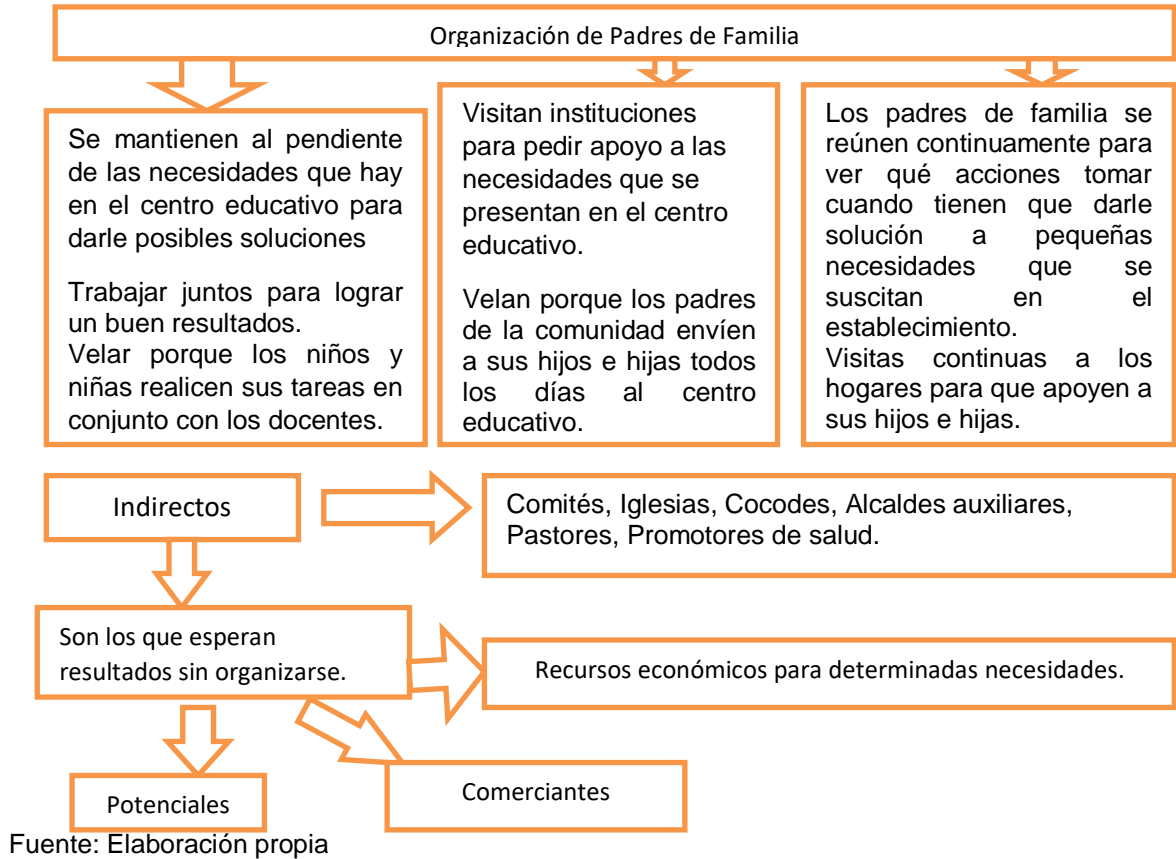 Organización de Padres de Familia
Se mantienen al pendiente
de las necesidades que hay
en el centro educativo para
darle posibles soluciones
Trabajar juntos para lograr
un buen resultados.
Velar porque los niños y
niñas realicen sus tareas en
conjunto con los docentes.
Visitan instituciones
para pedir apoyo a las
necesidades que se
presentan en el centro
educativo.
Velan porque los padres
de la comunidad envíen
a sus hijos e hijas todos
los días al centro
educativo.
Los padres de familia se
reúnen continuamente para
ver qué acciones tomar
cuando tienen que darle
solución a pequeñas
necesidades que se
suscitan en el
establecimiento.
Visitas continuas a los
hogares para que apoyen a
sus hijos e hijas.
Indirectos
Comités, Iglesias, Cocodes, Alcaldes auxiliares,
Pastores, Promotores de salud.
Son los que esperan
resultados sin organizarse.
Recursos económicos para determinadas necesidades.
Potenciales
Comerciantes
Fuente: Elaboración propia